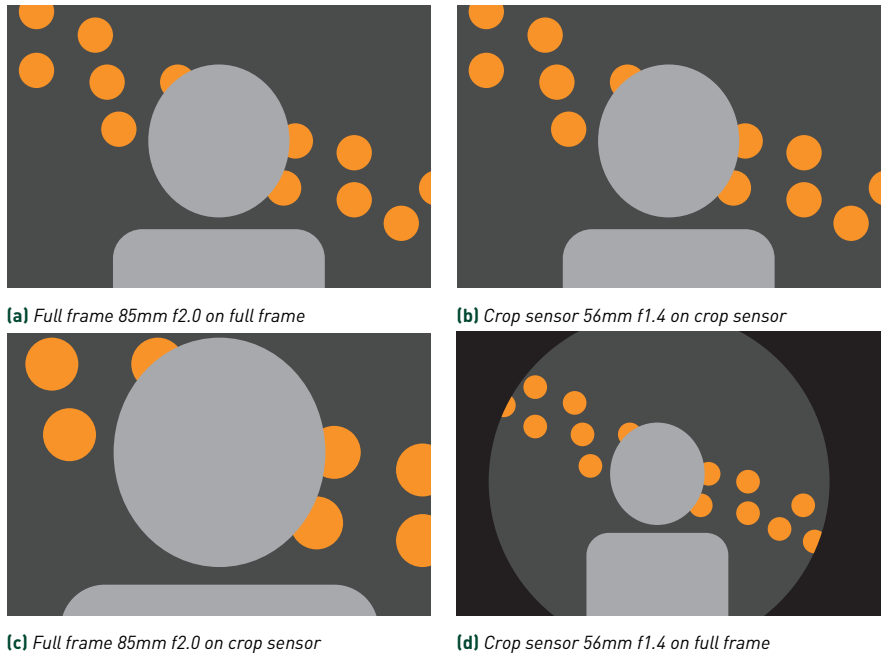 (a) Full frame 85mm f2.0 on full frame
(b) Crop sensor 56mm f1.4 on crop sensor
(c) Full frame 85mm f2.0 on crop sensor
(d) Crop sensor 56mm f1.4 on full frame